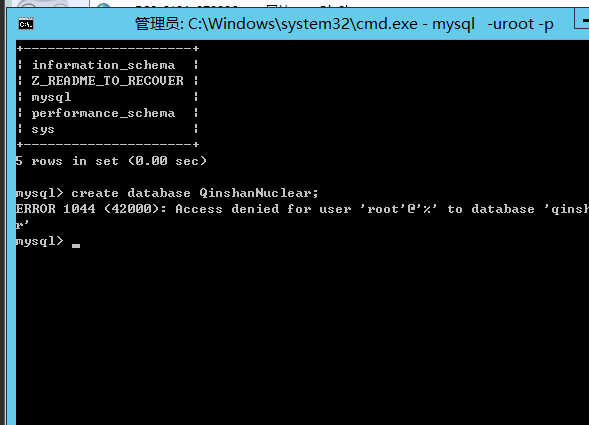 管理员: C:\Windows\system32\cmd.exe - mysql -uroot -p
+--------------------+
| information_schema |
| Z_README_TO_RECOVER |
| mysql |
| performance_schema |
| sys |
+--------------------+
5 rows in set (0.00 sec)
mysql> create database QinshanNuclear;
ERROR 1044 (42000): Access denied for user 'root'@'%' to database 'qinsh
r'
mysql>